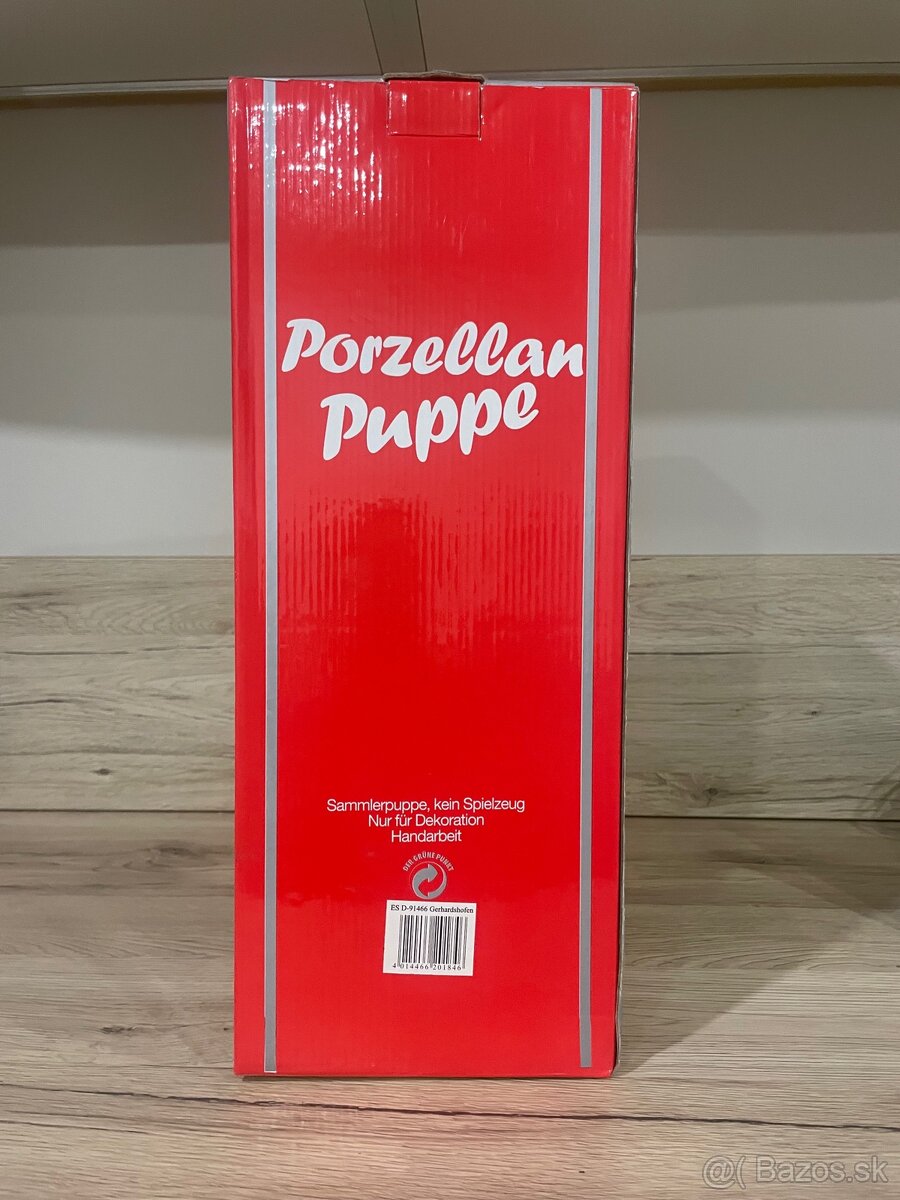 Porzellan
Puppe
Sammlerpuppe, kein Spielzeug
Nur für Dekoration
Handarbeit
DER GRÜNE PUNKT
ES D-91466 Gerhardshofen
4 014466 201846
@( Bazos.sk